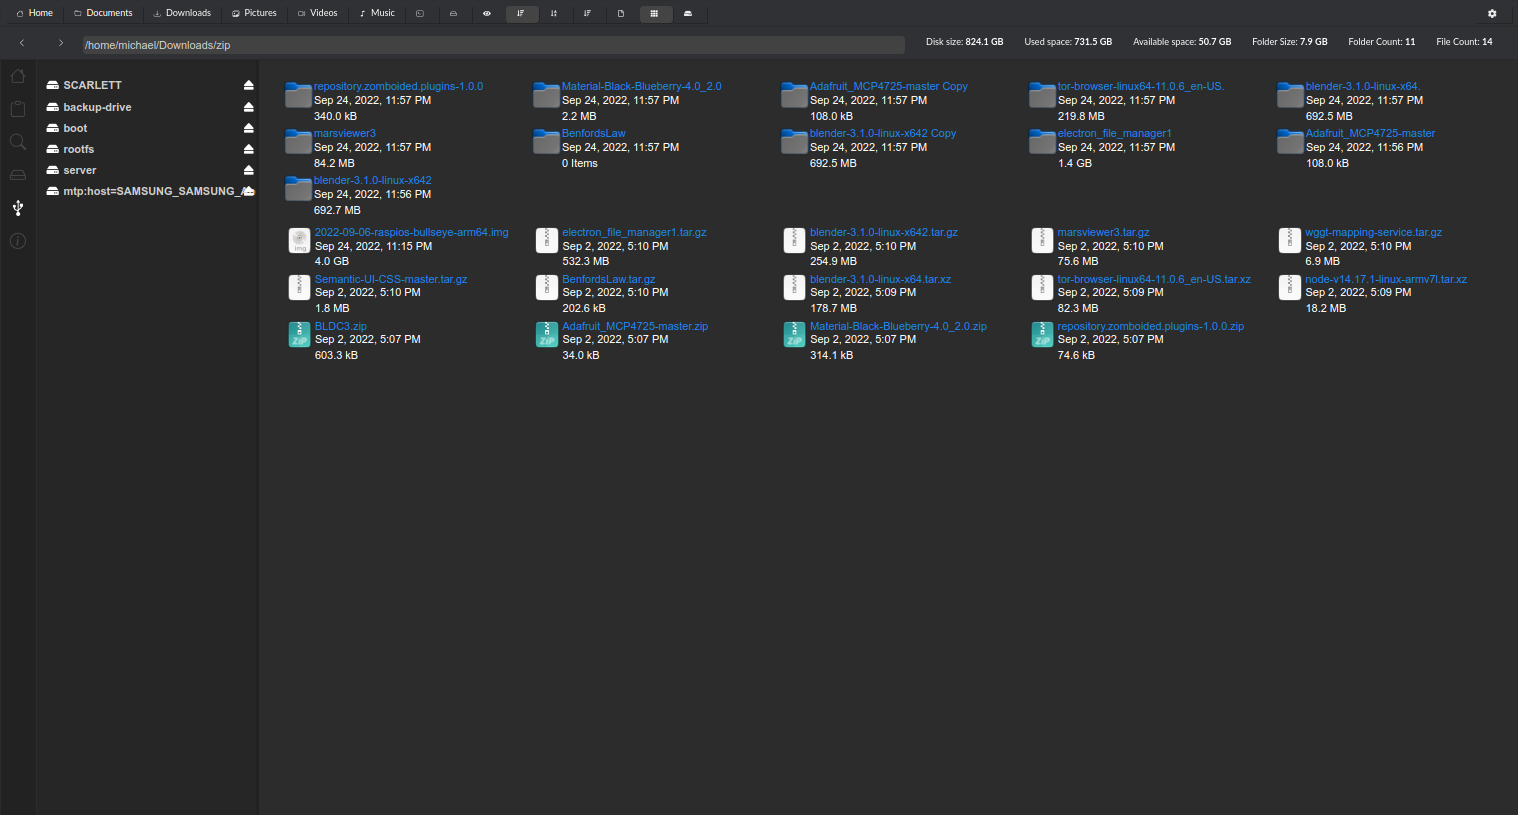 Home Documents Downloads Pictures Videos Music
/home/michael/Downloads/zip Disk size: 824.1 GB Used space: 731.5 GB Available space: 50.7 GB Folder Size: 7.9 GB Folder Count: 11 File Count: 14
SCARLETT
backup-drive
boot
rootfs
server
mtp:host=SAMSUNG_SAMSUNG_A
repository.zomboided.plugins-1.0.0 Material-Black-Blueberry-4.0_2.0 Adafruit_MCP4725-master Copy tor-browser-linux64-11.0.6_en-US. blender-3.1.0-linux-x64.
Sep 24, 2022, 11:57 PM Sep 24, 2022, 11:57 PM Sep 24, 2022, 11:57 PM Sep 24, 2022, 11:57 PM Sep 24, 2022, 11:57 PM
340.0 kB 2.2 MB 108.0 kB 219.8 MB 692.5 MB
marsviewer3 BenfordsLaw blender-3.1.0-linux-x642 Copy electron_file_manager1 Adafruit_MCP4725-master
Sep 24, 2022, 11:57 PM Sep 24, 2022, 11:57 PM Sep 24, 2022, 11:57 PM Sep 24, 2022, 11:57 PM Sep 24, 2022, 11:56 PM
84.2 MB 0 Items 692.5 MB 1.4 GB 108.0 kB
blender-3.1.0-linux-x642
Sep 24, 2022, 11:56 PM
692.7 MB
2022-09-06-raspios-bullseye-arm64.img electron_file_manager1.tar.gz blender-3.1.0-linux-x642.tar.gz marsviewer3.tar.gz wggt-mapping-service.tar.gz
Sep 24, 2022, 11:15 PM Sep 2, 2022, 5:10 PM Sep 2, 2022, 5:10 PM Sep 2, 2022, 5:10 PM Sep 2, 2022, 5:10 PM
4.0 GB 532.3 MB 254.9 MB 75.6 MB 6.9 MB
Semantic-UI-CSS-master.tar.gz BenfordsLaw.tar.gz blender-3.1.0-linux-x64.tar.xz tor-browser-linux64-11.0.6_en-US.tar.xz node-v14.17.1-linux-armv7l.tar.xz
Sep 2, 2022, 5:10 PM Sep 2, 2022, 5:10 PM Sep 2, 2022, 5:09 PM Sep 2, 2022, 5:09 PM Sep 2, 2022, 5:09 PM
1.8 MB 202.6 kB 178.7 MB 82.3 MB 18.2 MB
BLDC3.zip Adafruit_MCP4725-master.zip Material-Black-Blueberry-4.0_2.0.zip repository.zomboided.plugins-1.0.0.zip
Sep 2, 2022, 5:07 PM Sep 2, 2022, 5:07 PM Sep 2, 2022, 5:07 PM Sep 2, 2022, 5:07 PM
603.3 kB 34.0 kB 314.1 kB 74.6 kB